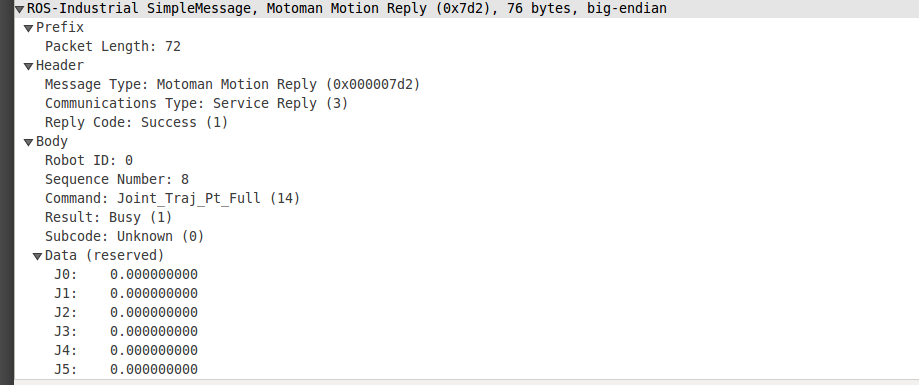 ROS-Industrial SimpleMessage, Motoman Motion Reply (0x7d2), 76 bytes, big-endian
Prefix
Packet Length: 72
Header
Message Type: Motoman Motion Reply (0x000007d2)
Communications Type: Service Reply (3)
Reply Code: Success (1)
Body
Robot ID: 0
Sequence Number: 8
Command: Joint_Traj_Pt_Full (14)
Result: Busy (1)
Subcode: Unknown (0)
Data (reserved)
J0: 0.000000000
J1: 0.000000000
J2: 0.000000000
J3: 0.000000000
J4: 0.000000000
J5: 0.000000000